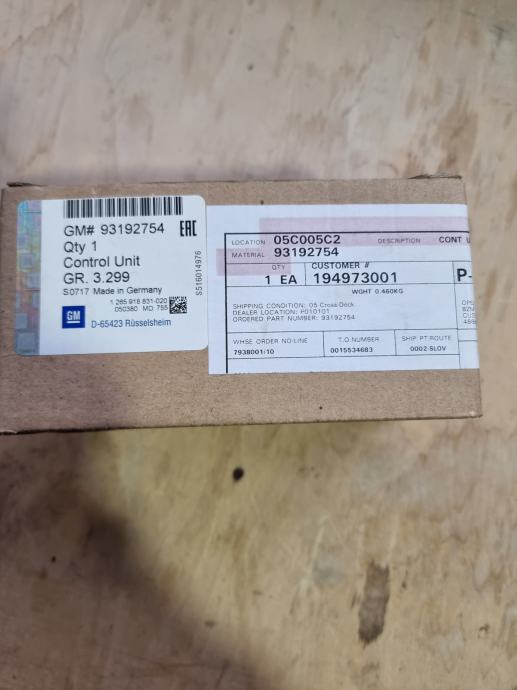 GM# 93192754
EAC
Qty 1
Control Unit
GR. 3.299
S0717 Made in Germany
1 265 918 831-020
050380 MD: 755
GM
D-65423 Rüsselsheim
S516014976
LOCATION 05C005C2 DESCRIPTION CONT U
MATERIAL 93192754
QTY CUSTOMER #
1 EA 194973001 P-
WGHT 0.460KG
SHIPPING CONDITION: 05 Cross Dock
DEALER LOCATION: P010101
ORDERED PART NUMBER: 93192754
WHSE ORDER NO:LINE T.O.NUMBER SHIP.PT:ROUTE
7938001/10 0015534683 0002-SLOV